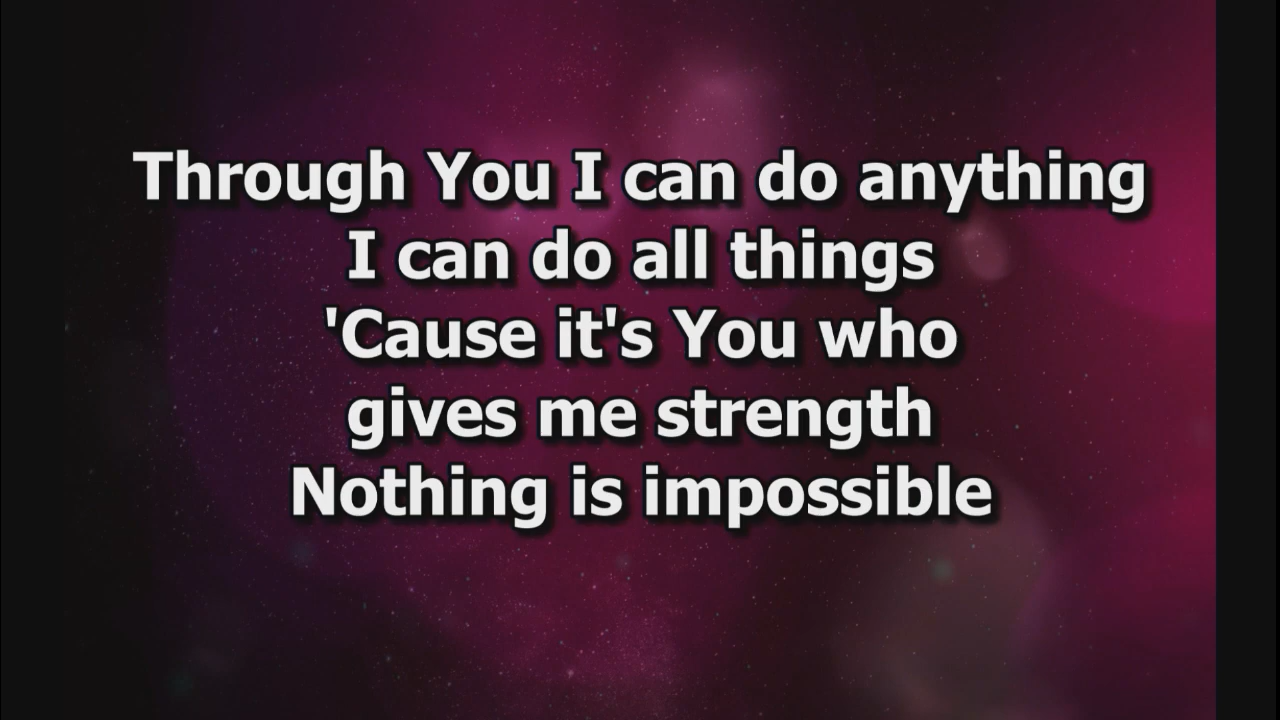 Through You I can do anything
I can do all things
'Cause it's You who
gives me strength
Nothing is impossible